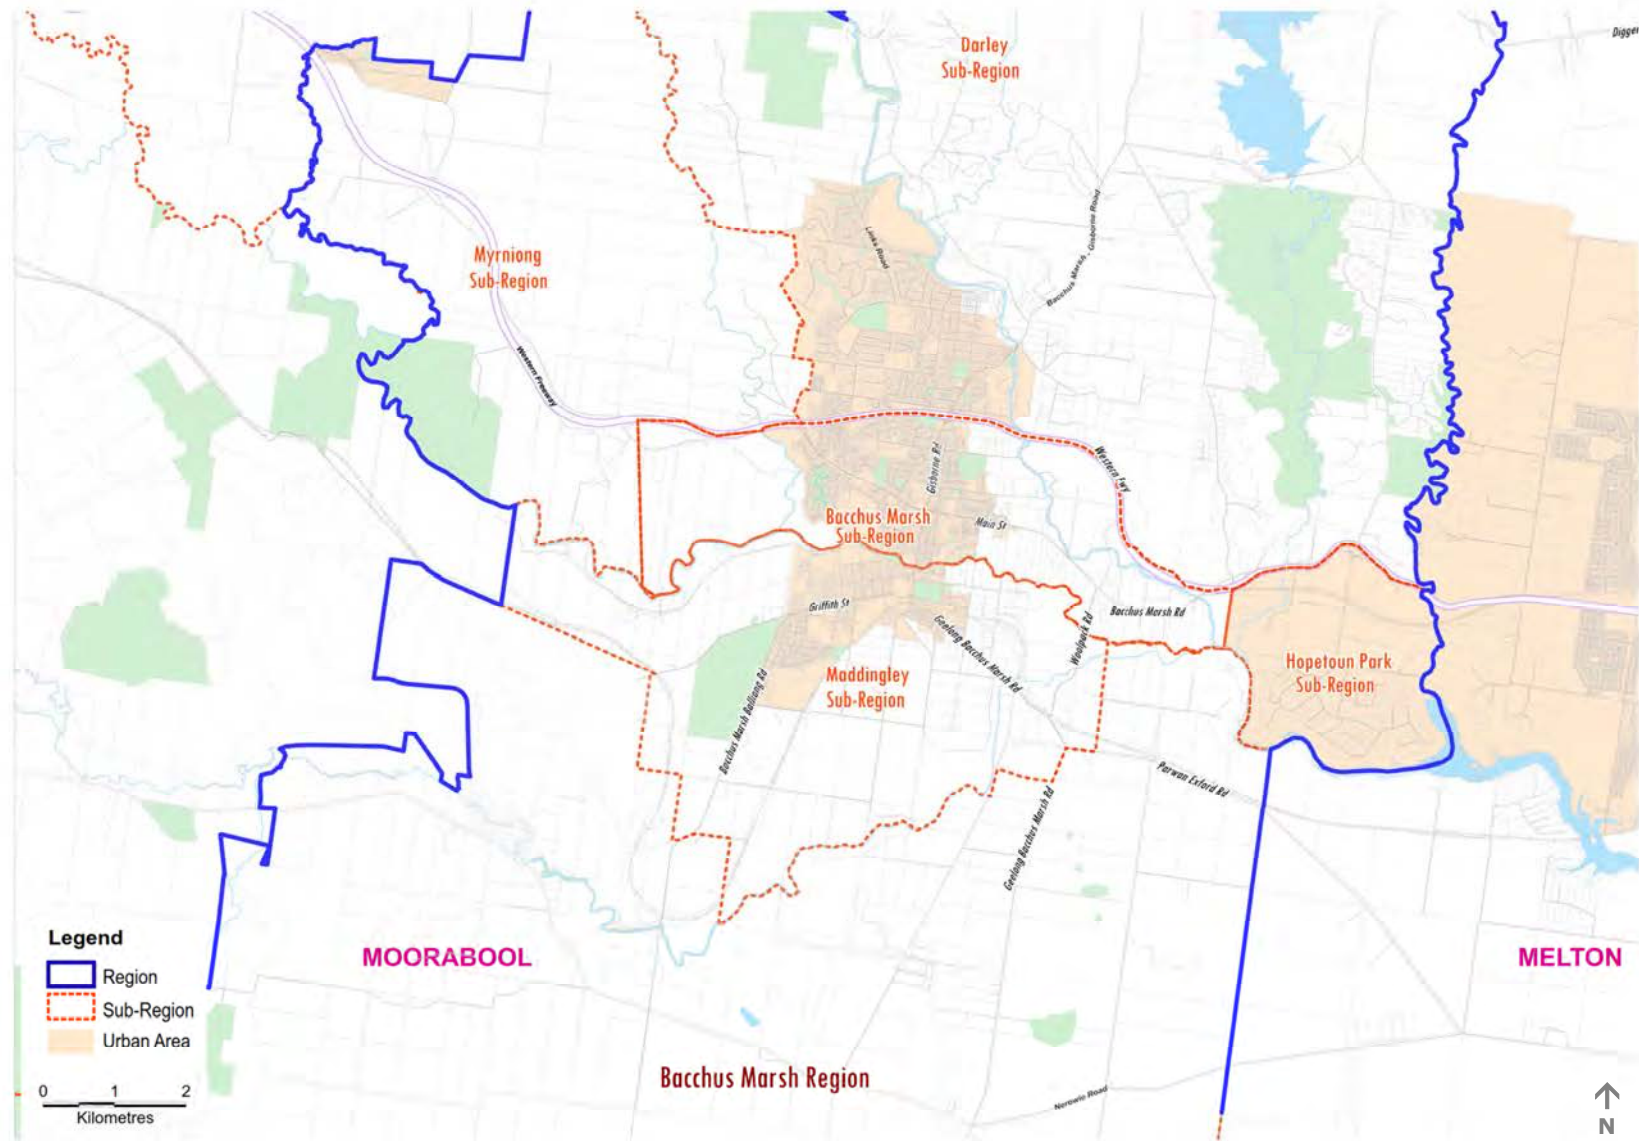 Darley
Sub-Region
Digger
Links Road
Bacchus Marsh - Gisborne Road
Myrniong
Sub-Region
Western Freeway
Gisborne Rd
Western Fwy
Bacchus Marsh
Sub-Region
Main St
Griffith St
Geelong Bacchus Marsh Rd
Woolpack Rd
Bacchus Marsh Rd
Hopetoun Park
Sub-Region
Maddingley
Sub-Region
Bacchus Marsh Balliang Rd
Parwan Exford Rd
Geelong Bacchus Marsh Rd
Legend
Region
Sub-Region
Urban Area
0 1 2
Kilometres
MOORABOOL
MELTON
Bacchus Marsh Region
Nerowie Road
N